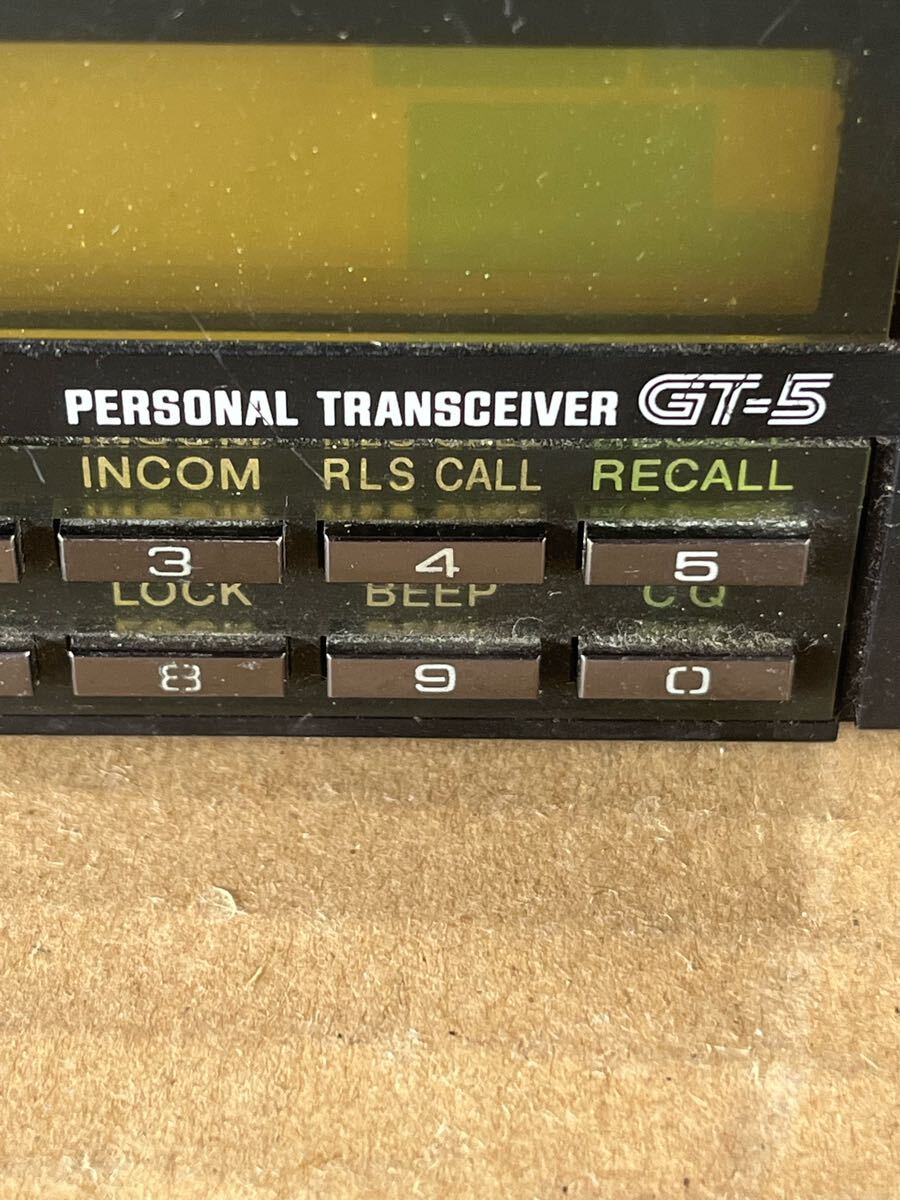 PERSONAL TRANSCEIVER GT-5
INCOM RLS CALL RECALL
3 4 5
LOCK BEEP CQ
8 9 0